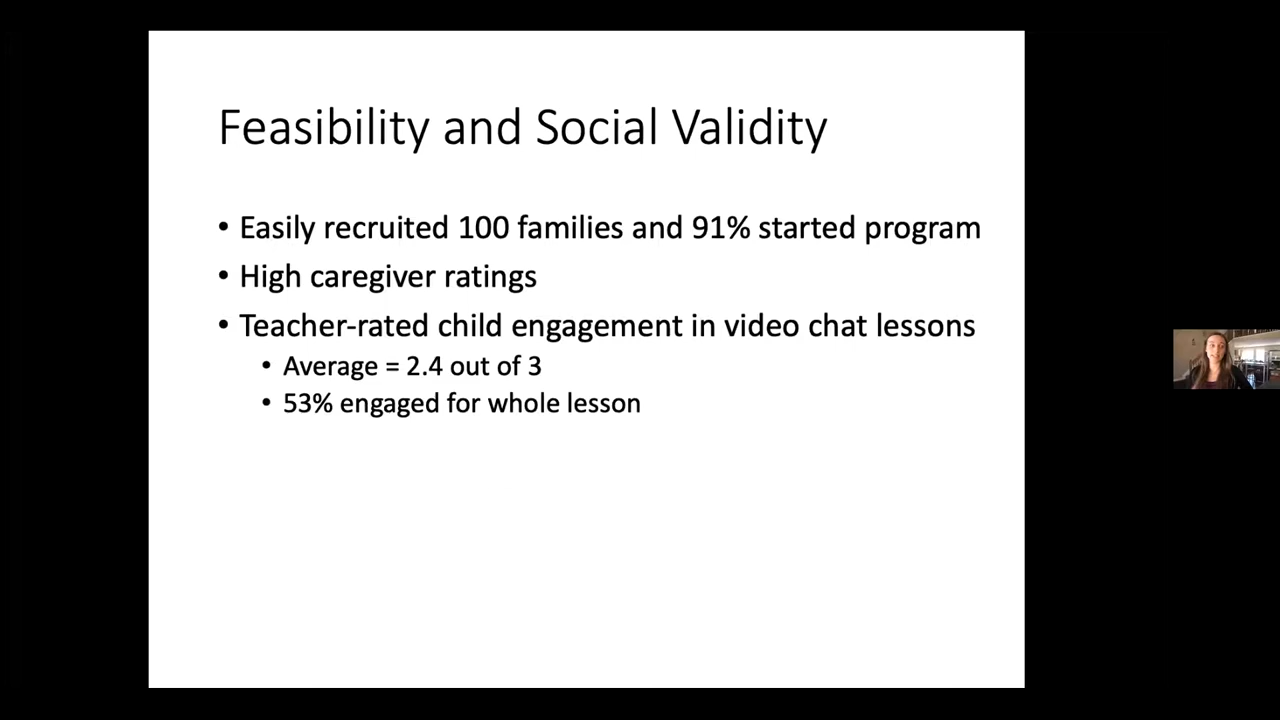 Feasibility and Social Validity
• Easily recruited 100 families and 91% started program
• High caregiver ratings
• Teacher-rated child engagement in video chat lessons
• Average = 2.4 out of 3
• 53% engaged for whole lesson